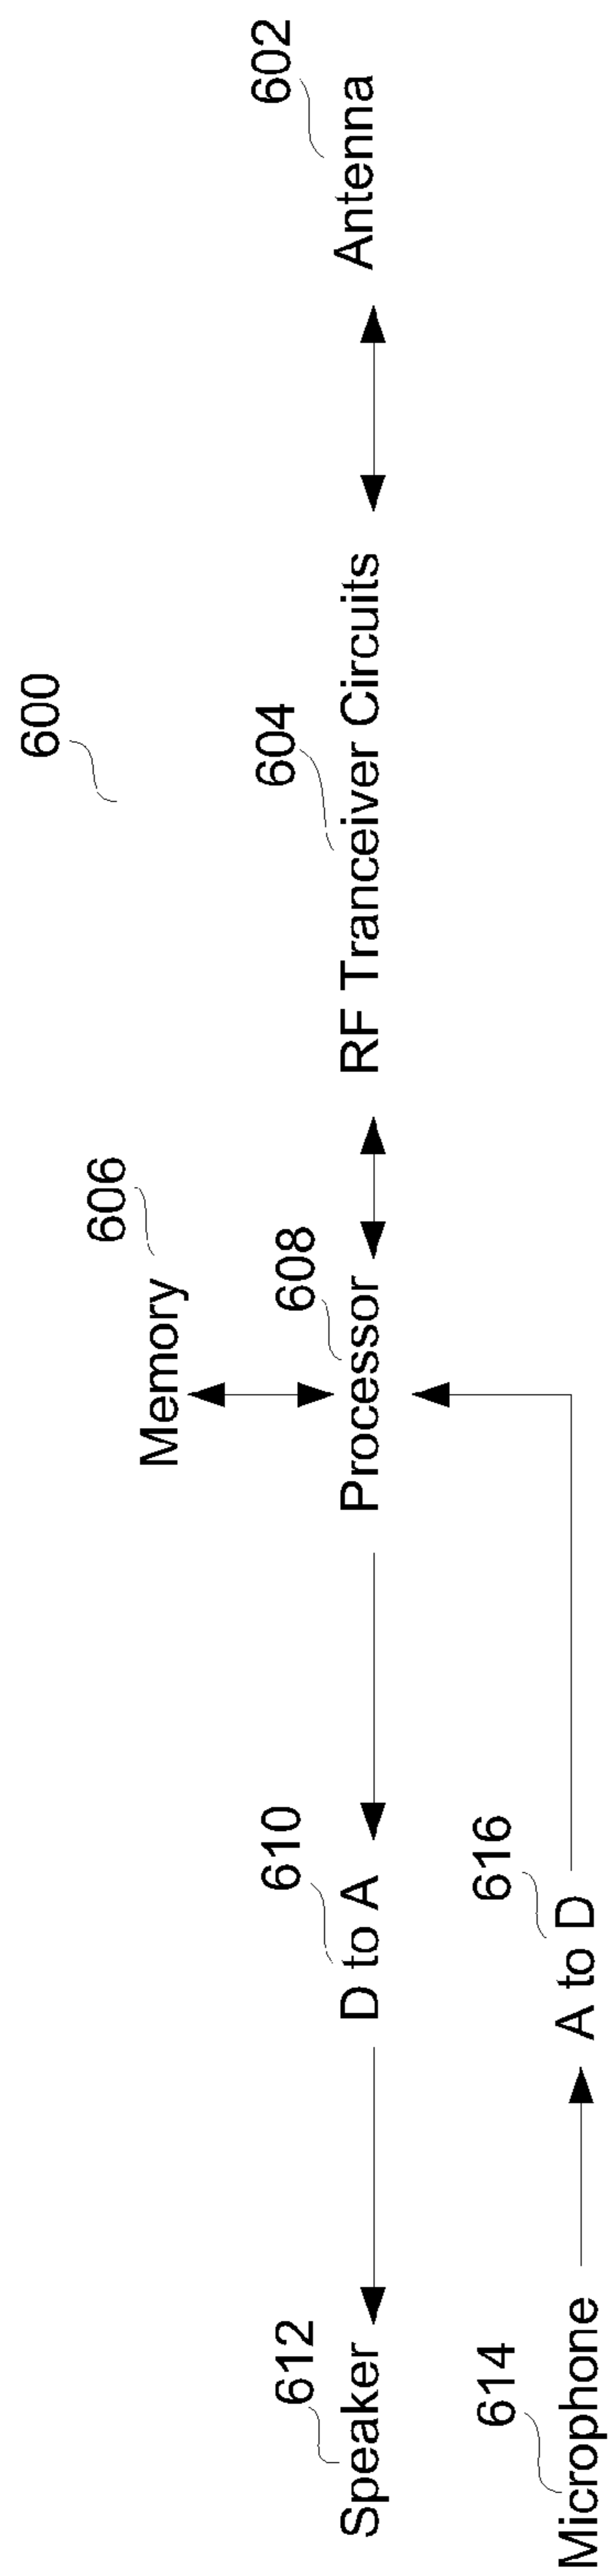 600
606
Memory
602
604
608
610
612
Antenna
RF Tranceiver Circuits
Processor
D to A
Speaker
616
614
A to D
Microphone